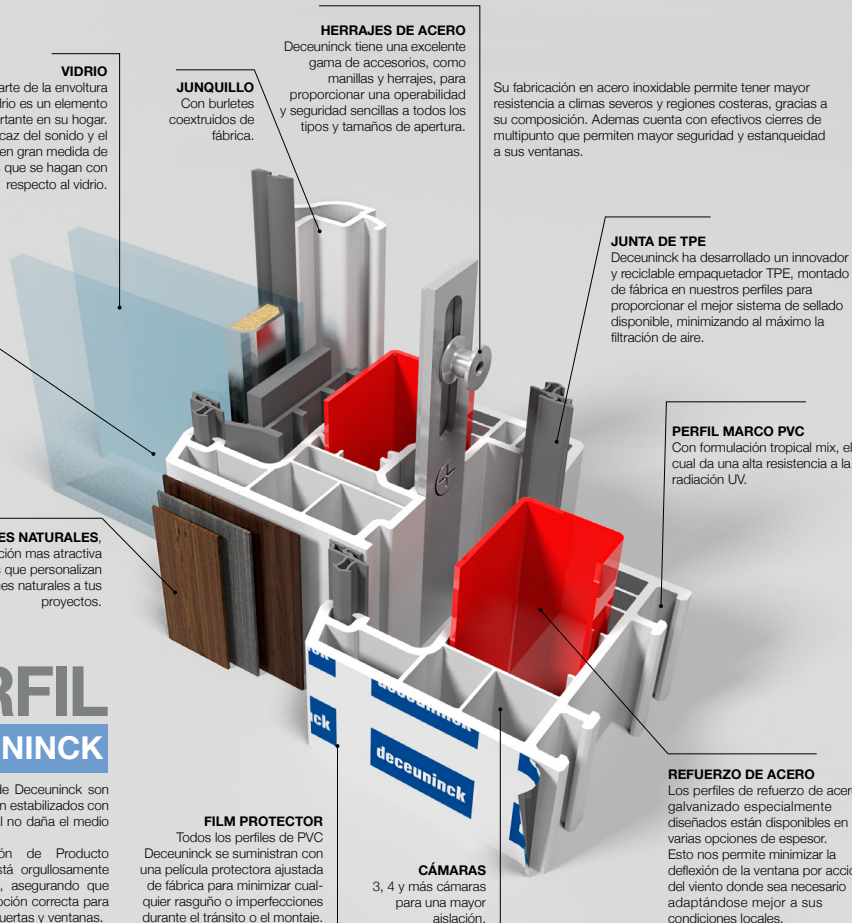 HERRAJES DE ACERO
Deceuninck tiene una excelente
gama de accesorios, como
manillas y herrajes, para
proporcionar una operabilidad
y seguridad sencillas a todos los
tipos y tamaños de apertura.
Su fabricación en acero inoxidable permite tener mayor
resistencia a climas severos y regiones costeras, gracias a
su composición. Ademas cuenta con efectivos cierres de
multipunto que permiten mayor seguridad y estanqueidad
a sus ventanas.
VIDRIO
arte de la envoltura
es un elemento
en su hogar.
del sonido y el
en gran medida de
que se hagan con
respecto al vidrio.
JUNQUILLO
Con burletes
coextruidos de
fábrica.
JUNTA DE TPE
Deceuninck ha desarrollado un innovador
y reciclable empaquetador TPE, montado
de fábrica en nuestros perfiles para
proporcionar el mejor sistema de sellado
disponible, minimizando al máximo la
filtración de aire.
PERFIL MARCO PVC
Con formulación tropical mix, el
cual da una alta resistencia a la
radiación UV.
NATURALES,
mas atractiva
que personalizan
naturales a tus
proyectos.
RFIL
NINCK
de Deceuninck son
estabilizados con
no daña el medio
de Producto
orgullosamente
asegurando que
correcta para
puertas y ventanas.
deceuninck
FILM PROTECTOR
Todos los perfiles de PVC
Deceuninck se suministran con
una película protectora ajustada
de fábrica para minimizar cual-
quier rasguño o imperfecciones
durante el tránsito o el montaje.
CÁMARAS
3, 4 y más cámaras
para una mayor
aislación.
REFUERZO DE ACERO
Los perfiles de refuerzo de acero
galvanizado especialmente
diseñados están disponibles en
varias opciones de espesor.
Esto nos permite minimizar la
deflexión de la ventana por acció
del viento donde sea necesario
adaptándose mejor a sus
condiciones locales.